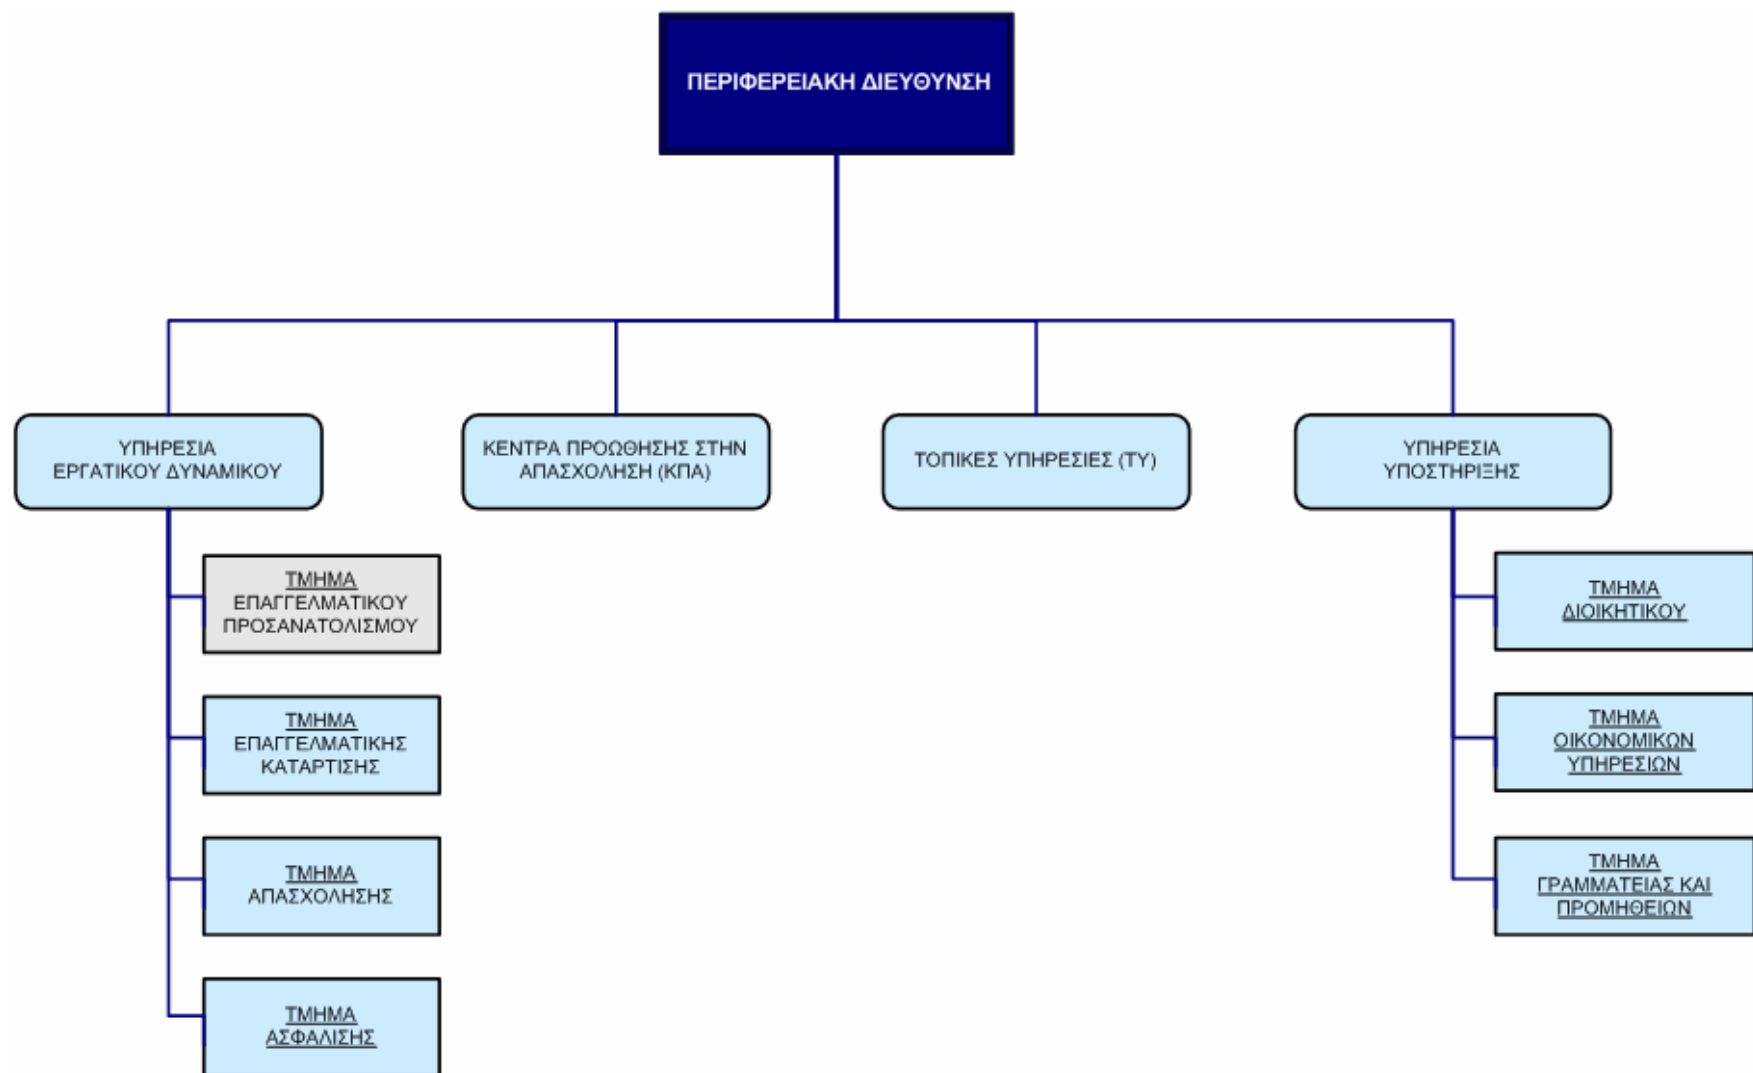 ΠΕΡΙΦΕΡΕΙΑΚΗ ΔΙΕΥΘΥΝΣΗ
ΥΠΗΡΕΣΙΑ
ΕΡΓΑΤΙΚΟΥ ΔΥΝΑΜΙΚΟΥ
ΚΕΝΤΡΑ ΠΡΟΩΘΗΣΗΣ ΣΤΗΝ
ΑΠΑΣΧΟΛΗΣΗ (ΚΠΑ)
ΤΟΠΙΚΕΣ ΥΠΗΡΕΣΙΕΣ (ΤΥ)
ΥΠΗΡΕΣΙΑ
ΥΠΟΣΤΗΡΙΞΗΣ
ΤΜΗΜΑ
ΕΠΑΓΓΕΛΜΑΤΙΚΟΥ
ΠΡΟΣΑΝΑΤΟΛΙΣΜΟΥ
ΤΜΗΜΑ
ΕΠΑΓΓΕΛΜΑΤΙΚΗΣ
ΚΑΤΑΡΤΙΣΗΣ
ΤΜΗΜΑ
ΑΠΑΣΧΟΛΗΣΗΣ
ΤΜΗΜΑ
ΑΣΦΑΛΙΣΗΣ
ΤΜΗΜΑ
ΔΙΟΙΚΗΤΙΚΟΥ
ΤΜΗΜΑ
ΟΙΚΟΝΟΜΙΚΩΝ
ΥΠΗΡΕΣΙΩΝ
ΤΜΗΜΑ
ΓΡΑΜΜΑΤΕΙΑΣ ΚΑΙ
ΠΡΟΜΗΘΕΙΩΝ